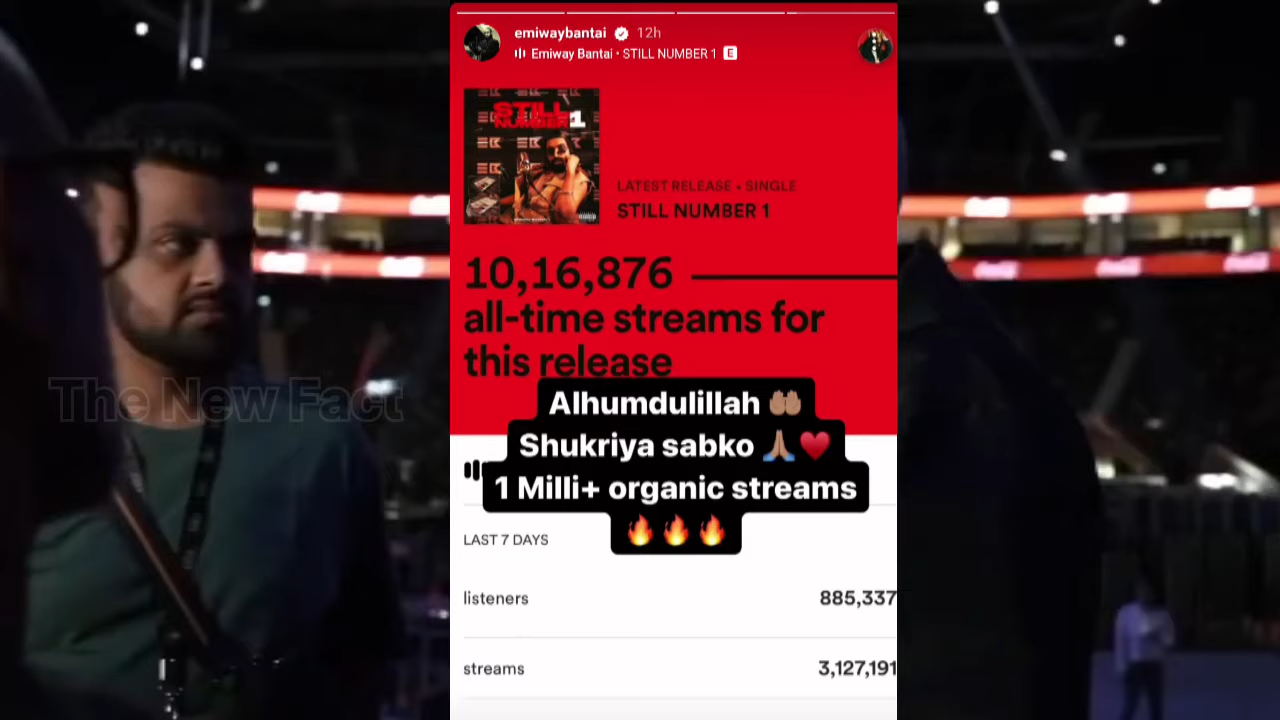 emiwaybantai 12h
Emiway Bantai • STILL NUMBER 1 E
STILL
NUMBER 1
LATEST RELEASE • SINGLE
STILL NUMBER 1
10,16,876
all-time streams for
this release
Alhumdulillah 🤲🏽
Shukriya sabko 🙏🏽♥️
1 Milli+ organic streams
🔥🔥🔥
The New Fact
LAST 7 DAYS
listeners 885,337
streams 3,127,191